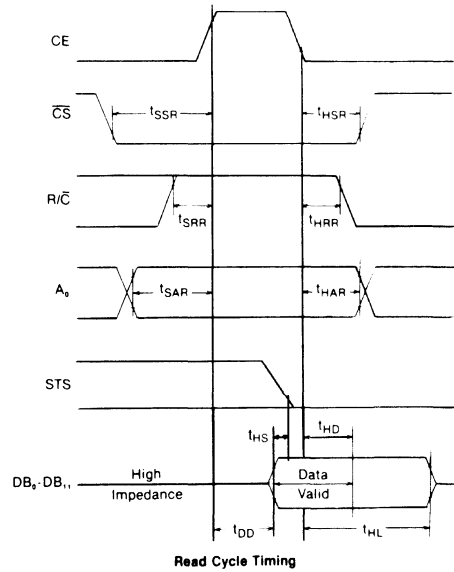 CE
CS
tSSR
tHSR
R/C
tSRR
tHRR
A₀
tSAR
tHAR
STS
tHS
tHD
DB₀-DB₁₁
High
Impedance
Data
Valid
tDD
tHL
Read Cycle Timing